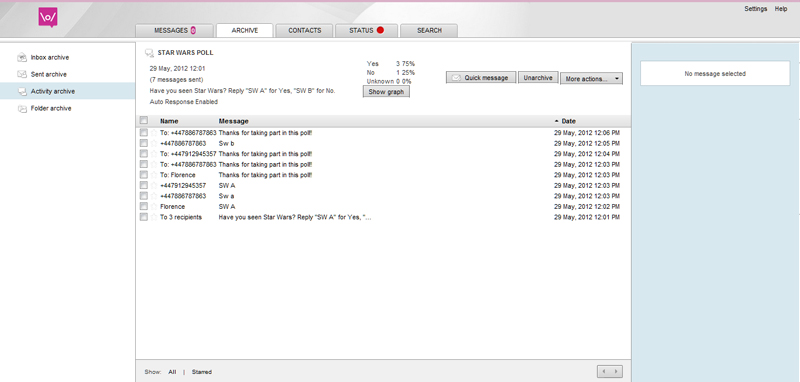 \o/
Settings Help
MESSAGES 0 ARCHIVE CONTACTS STATUS SEARCH
Inbox archive
Sent archive
Activity archive
Folder archive
STAR WARS POLL
29 May, 2012 12:01
(7 messages sent)
Have you seen Star Wars? Reply "SW A" for Yes, "SW B" for No.
Auto Response Enabled
Yes 3 75%
No 1 25%
Unknown 0 0%
Show graph
Quick message Unarchive More actions...
No message selected
Name Message Date
To: +447886787863 Thanks for taking part in this poll! 29 May, 2012 12:06 PM
+447886787863 Sw b 29 May, 2012 12:05 PM
To: +447912945357 Thanks for taking part in this poll! 29 May, 2012 12:04 PM
To: +447886787863 Thanks for taking part in this poll! 29 May, 2012 12:03 PM
To: Florence Thanks for taking part in this poll! 29 May, 2012 12:03 PM
+447912945357 SW A 29 May, 2012 12:03 PM
+447886787863 Sw a 29 May, 2012 12:03 PM
Florence SW A 29 May, 2012 12:02 PM
To 3 recipients Have you seen Star Wars? Reply "SW A" for Yes, "... 29 May, 2012 12:01 PM
Show: All | Starred